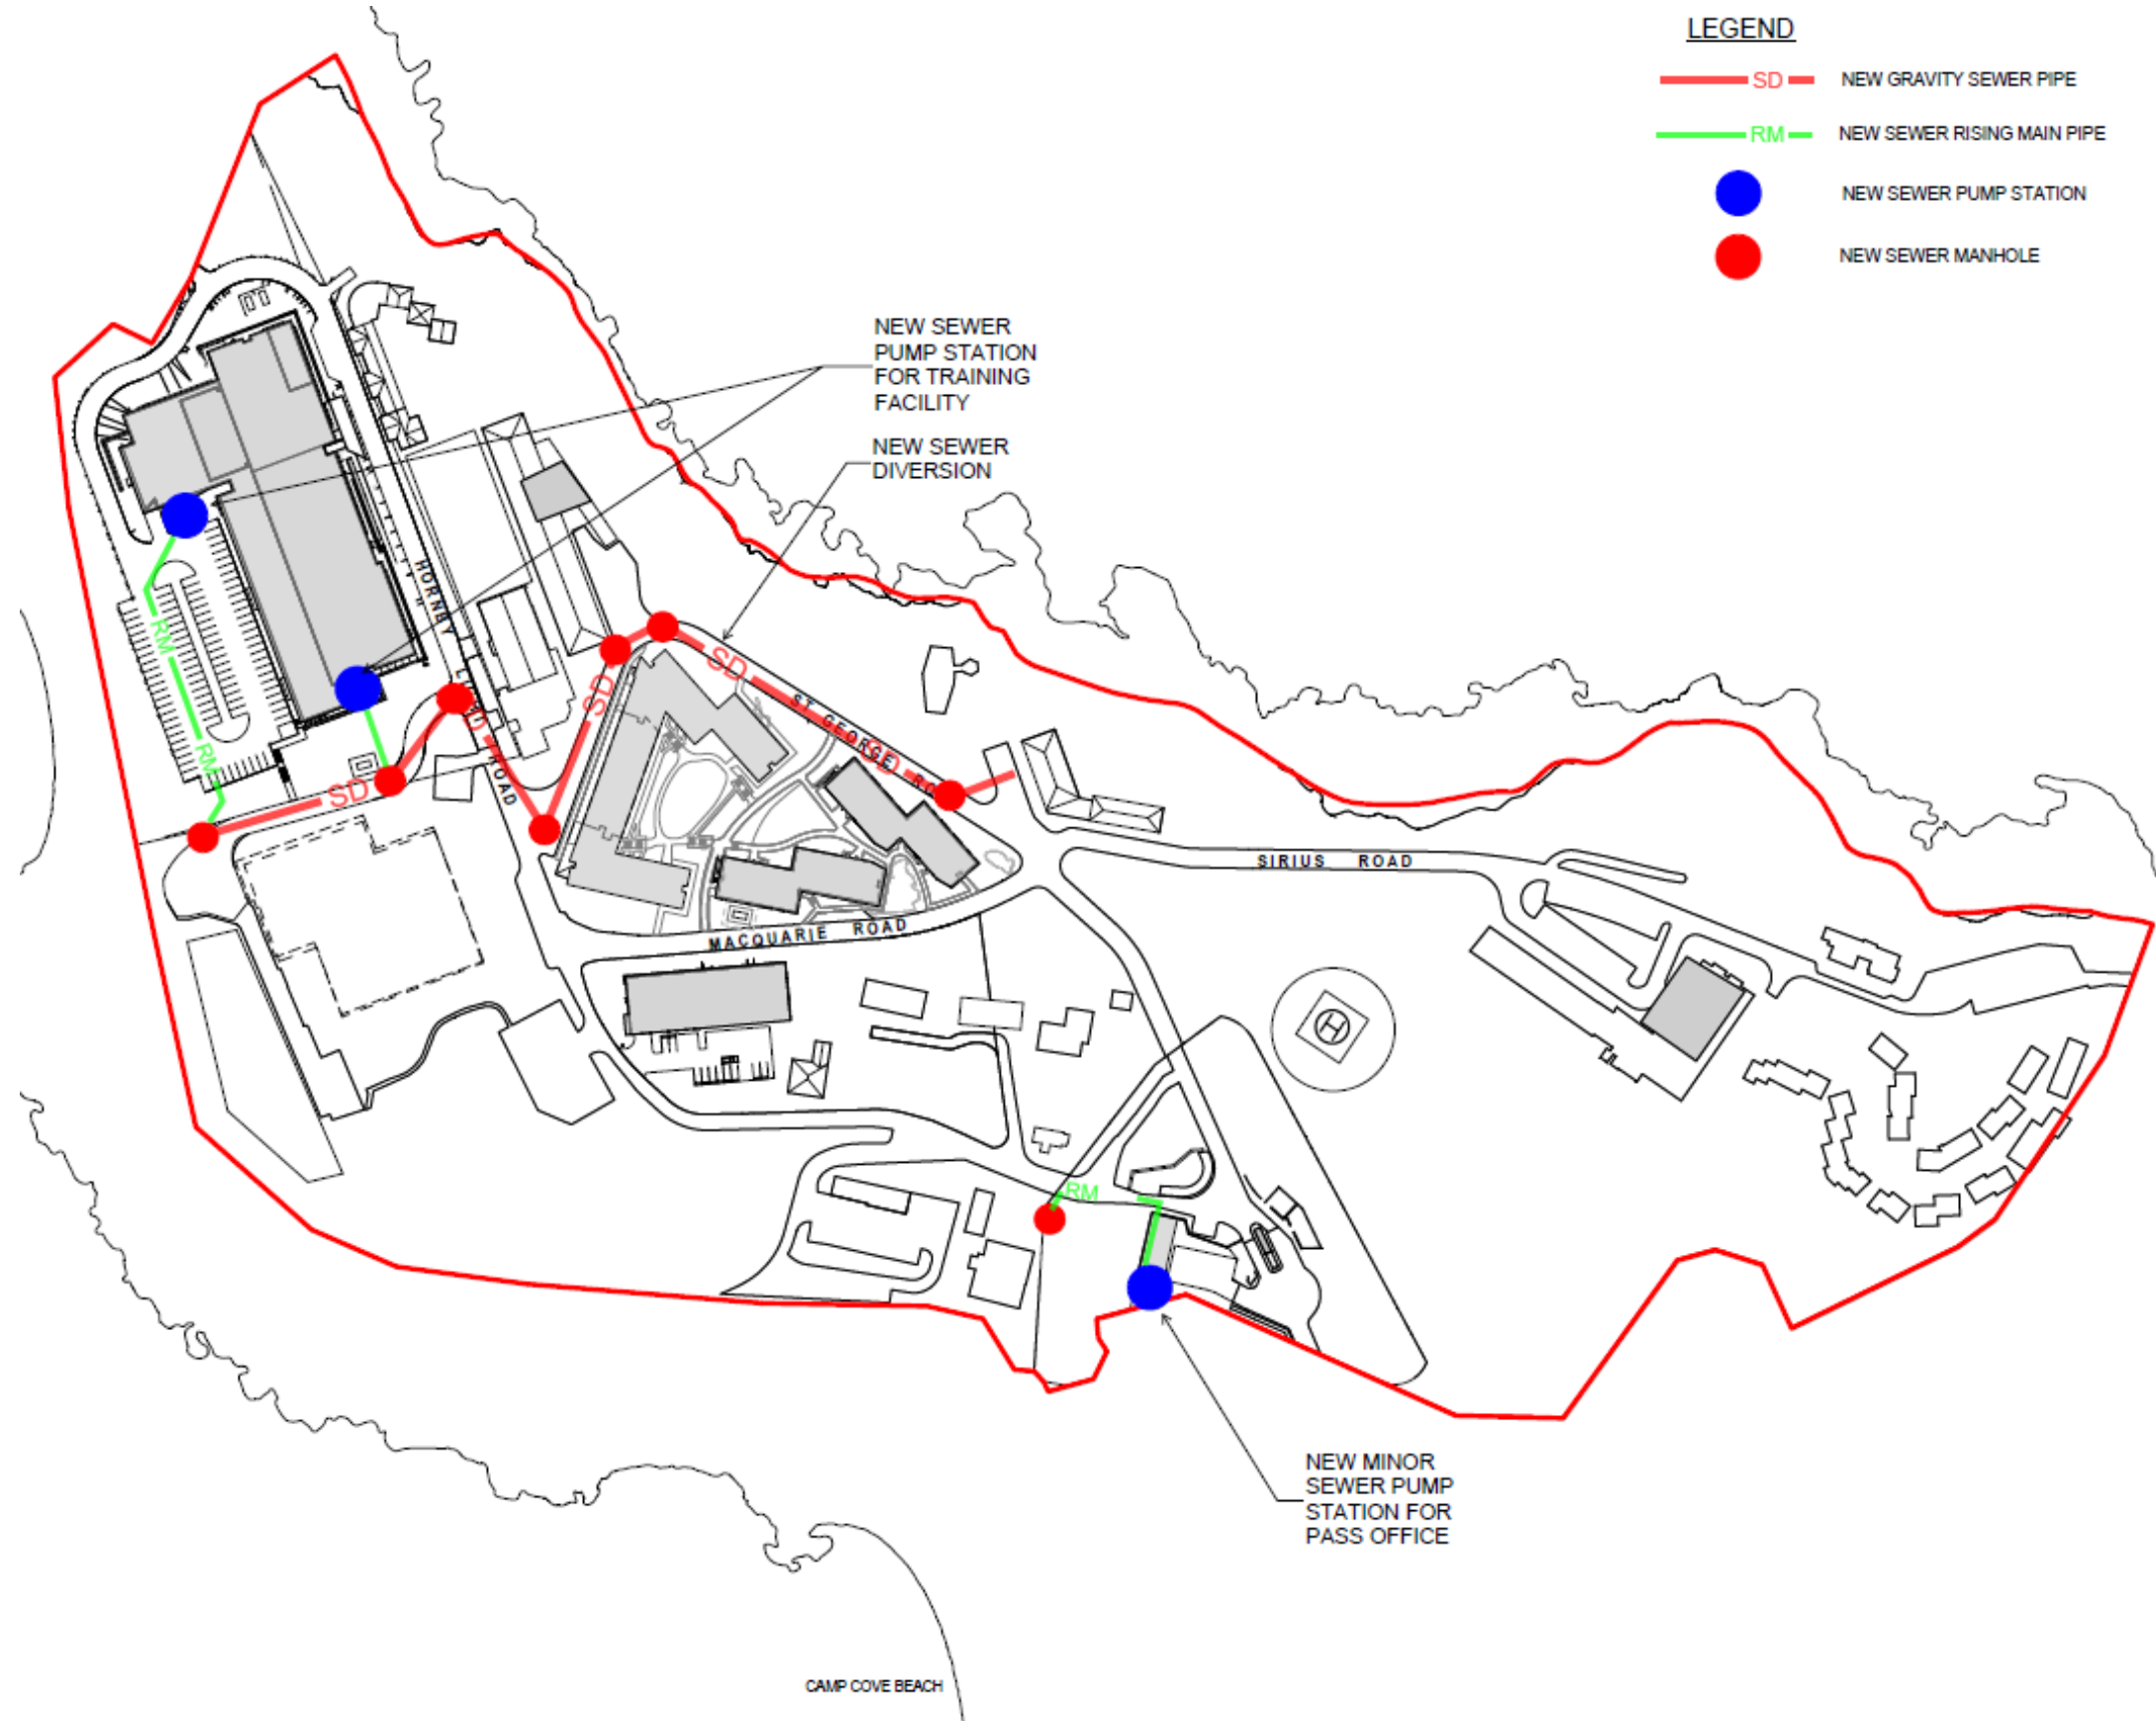 LEGEND
SD NEW GRAVITY SEWER PIPE
RM NEW SEWER RISING MAIN PIPE
NEW SEWER PUMP STATION
NEW SEWER MANHOLE
NEW SEWER
PUMP STATION
FOR TRAINING
FACILITY
NEW SEWER
DIVERSION
HORNBY
ROAD
RM
RM
SD
SD
SD
SD
ST GEORGE
SIRIUS ROAD
MACQUARIE ROAD
H
RM
NEW MINOR
SEWER PUMP
STATION FOR
PASS OFFICE
CAMP COVE BEACH